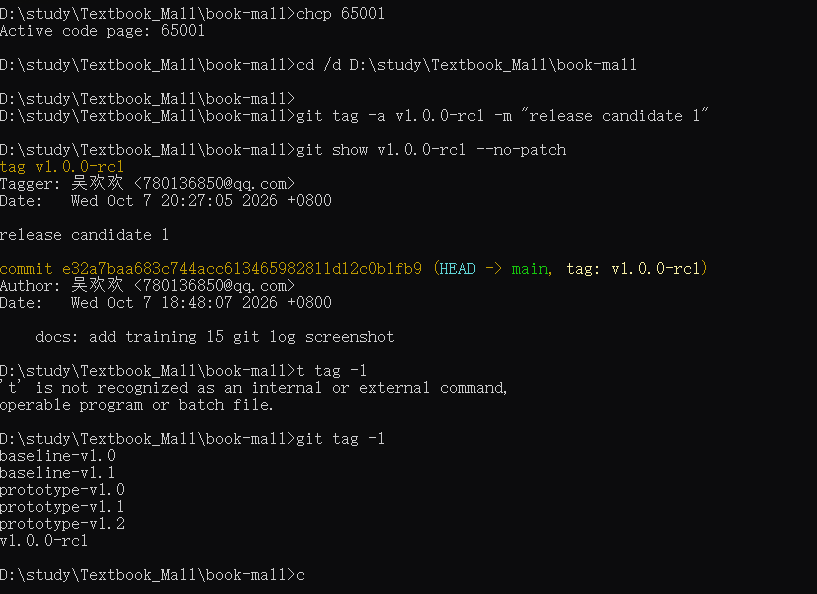 D:\study\Textbook_Mall\book-mall>chcp 65001
Active code page: 65001
D:\study\Textbook_Mall\book-mall>cd /d D:\study\Textbook_Mall\book-mall
D:\study\Textbook_Mall\book-mall>
D:\study\Textbook_Mall\book-mall>git tag -a v1.0.0-rc1 -m "release candidate 1"
D:\study\Textbook_Mall\book-mall>git show v1.0.0-rc1 --no-patch
tag v1.0.0-rc1
Tagger: 吴欢欢 <780136850@qq.com>
Date:   Wed Oct 7 20:27:05 2026 +0800
release candidate 1
commit e32a7baa683c744acc613465982811d12c0b1fb9 (HEAD -> main, tag: v1.0.0-rc1)
Author: 吴欢欢 <780136850@qq.com>
Date:   Wed Oct 7 18:48:07 2026 +0800
    docs: add training 15 git log screenshot
D:\study\Textbook_Mall\book-mall>t tag -l
't' is not recognized as an internal or external command,
operable program or batch file.
D:\study\Textbook_Mall\book-mall>git tag -l
baseline-v1.0
baseline-v1.1
prototype-v1.0
prototype-v1.1
prototype-v1.2
v1.0.0-rc1
D:\study\Textbook_Mall\book-mall>c